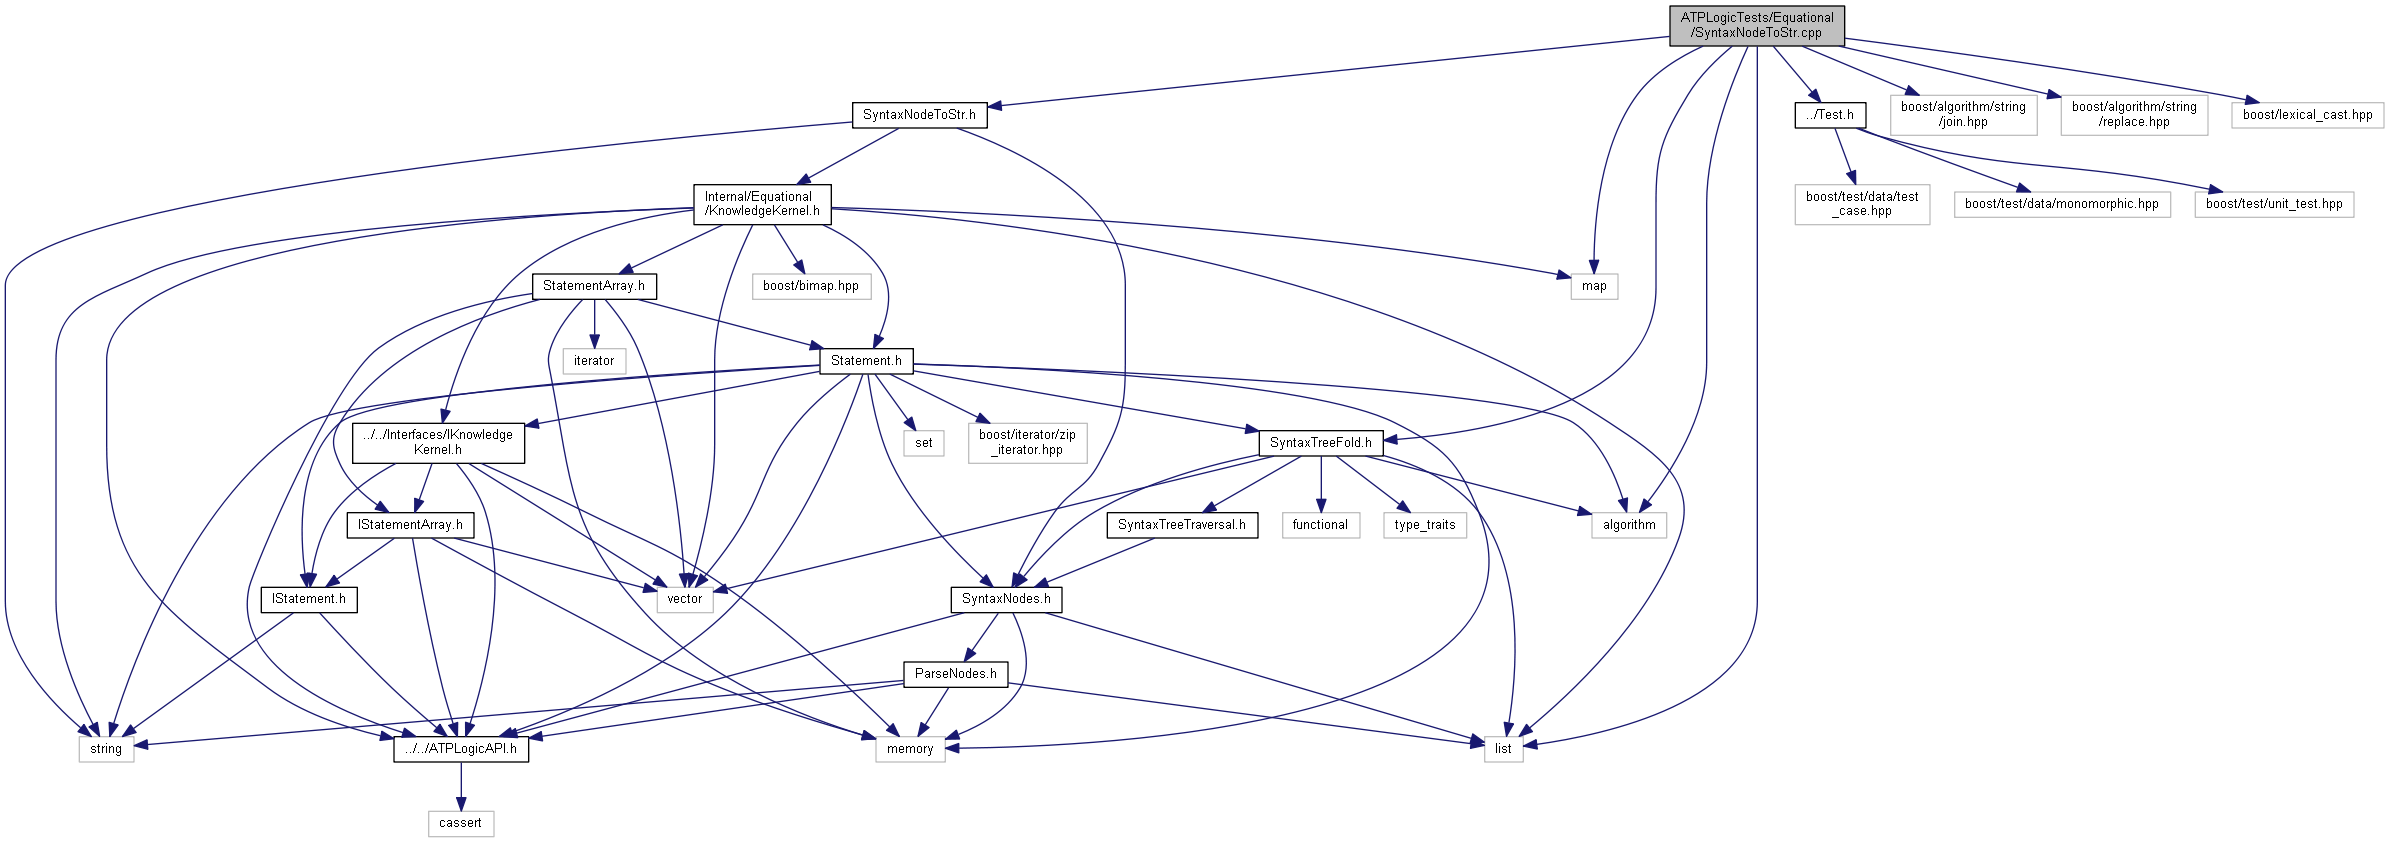 ATPLogicTests/Equational
/SyntaxNodeToStr.cpp
SyntaxNodeToStr.h
../Test.h
boost/algorithm/string
/join.hpp
boost/algorithm/string
/replace.hpp
boost/lexical_cast.hpp
Internal/Equational
/KnowledgeKernel.h
boost/test/data/test
_case.hpp
boost/test/data/monomorphic.hpp
boost/test/unit_test.hpp
StatementArray.h
boost/bimap.hpp
map
iterator
Statement.h
../../Interfaces/IKnowledge
Kernel.h
set
boost/iterator/zip
_iterator.hpp
SyntaxTreeFold.h
IStatementArray.h
SyntaxTreeTraversal.h
functional
type_traits
algorithm
IStatement.h
vector
SyntaxNodes.h
ParseNodes.h
string
../../ATPLogicAPI.h
memory
list
cassert